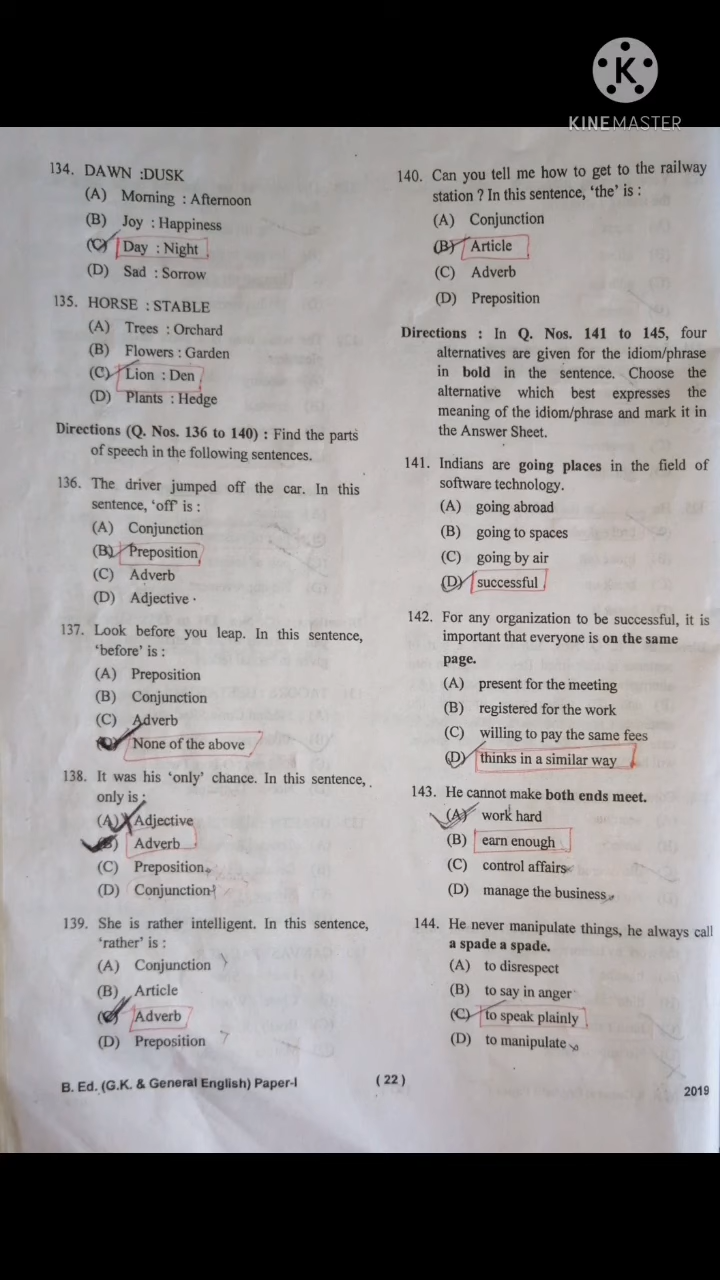 K
KINEMASTER
134. DAWN :DUSK
(A) Morning : Afternoon
(B) Joy : Happiness
(C) Day : Night
(D) Sad : Sorrow
135. HORSE : STABLE
(A) Trees : Orchard
(B) Flowers : Garden
(C) Lion : Den
(D) Plants : Hedge
Directions (Q. Nos. 136 to 140) : Find the parts
of speech in the following sentences.
136. The driver jumped off the car. In this
sentence, ‘off’ is :
(A) Conjunction
(B) Preposition
(C) Adverb
(D) Adjective
137. Look before you leap. In this sentence,
‘before’ is :
(A) Preposition
(B) Conjunction
(C) Adverb
(D) None of the above
138. It was his ‘only’ chance. In this sentence,
only is :
(A) Adjective
(B) Adverb
(C) Preposition
(D) Conjunction
139. She is rather intelligent. In this sentence,
‘rather’ is :
(A) Conjunction
(B) Article
(C) Adverb
(D) Preposition
140. Can you tell me how to get to the railway
station ? In this sentence, ‘the’ is :
(A) Conjunction
(B) Article
(C) Adverb
(D) Preposition
Directions : In Q. Nos. 141 to 145, four
alternatives are given for the idiom/phrase
in bold in the sentence. Choose the
alternative which best expresses the
meaning of the idiom/phrase and mark it in
the Answer Sheet.
141. Indians are going places in the field of
software technology.
(A) going abroad
(B) going to spaces
(C) going by air
(D) successful
142. For any organization to be successful, it is
important that everyone is on the same
page.
(A) present for the meeting
(B) registered for the work
(C) willing to pay the same fees
(D) thinks in a similar way
143. He cannot make both ends meet.
(A) work hard
(B) earn enough
(C) control affairs
(D) manage the business
144. He never manipulate things, he always call
a spade a spade.
(A) to disrespect
(B) to say in anger
(C) to speak plainly
(D) to manipulate
B. Ed. (G.K. & General English) Paper-I
( 22 )
2019